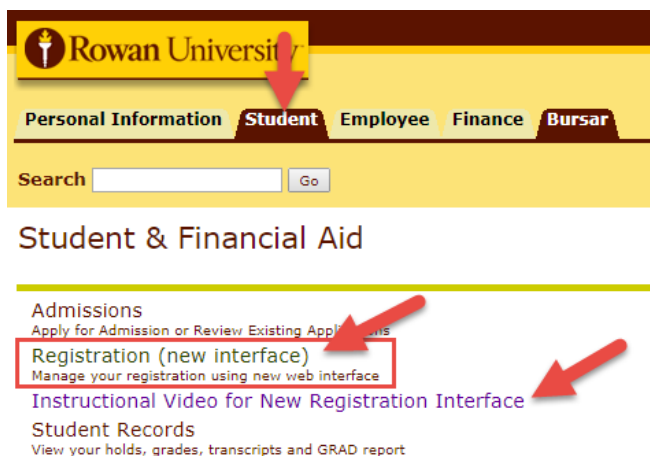 Rowan University
Personal Information Student Employee Finance Bursar
Search Go
Student & Financial Aid
Admissions
Apply for Admission or Review Existing Applications
Registration (new interface)
Manage your registration using new web interface
Instructional Video for New Registration Interface
Student Records
View your holds, grades, transcripts and GRAD report